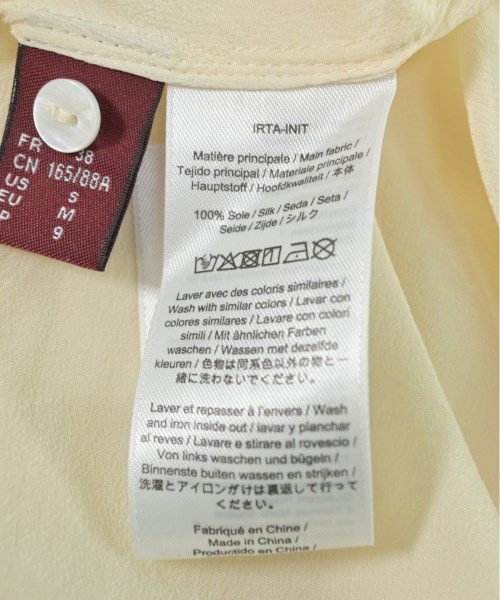 FR 38
CN 165/88A
US S
EU M
P 9
IRTA-INIT
Matière principale / Main fabric /
Tejido principal / Materiale principale /
Hauptstoff / Hoofdkwaliteit / 本体
100% Soie / Silk / Seda / Seta /
Seide / Zijde / シルク
Laver avec des coloris similaires /
Wash with similar colors / Lavar con
colores similares / Lavare con colori
simili / Mit ähnlichen Farben
waschen / Wassen met dezelfde
kleuren / 色物は同系色以外の物と一
緒に洗わないでください。
Laver et repasser à l'envers / Wash
and iron inside out / lavar y planchar
al reves / Lavare e stirare al rovescio /
Von links waschen und bügeln /
Binnenste buiten wassen en strijken /
洗濯とアイロンがけは裏返して行って
ください。
Fabriqué en Chine /
Made in China /
Productido en China /